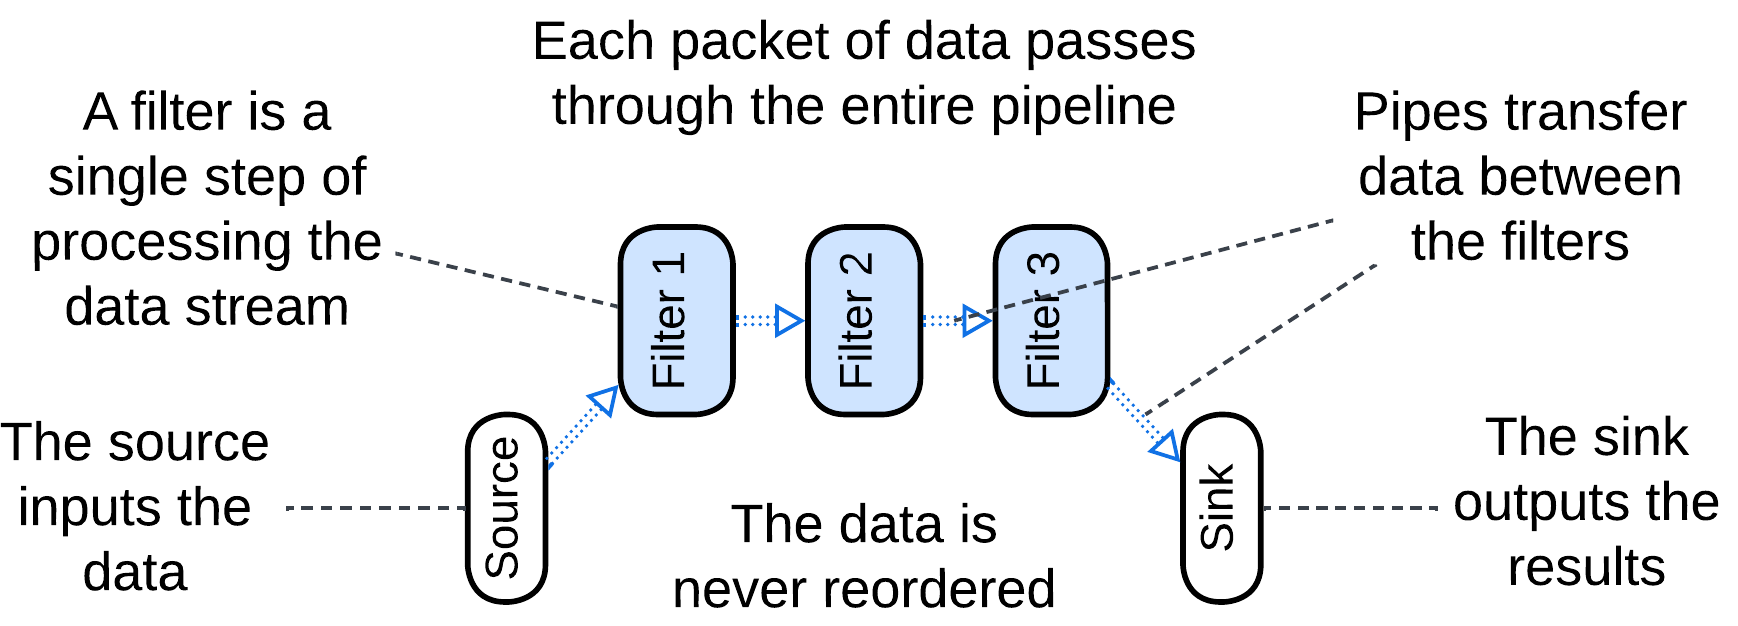 Each packet of data passes
through the entire pipeline
A filter is a
single step of
processing the
data stream
Pipes transfer
data between
the filters
Filter 1
Filter 2
Filter 3
The source
inputs the
data
Source
The data is
never reordered
Sink
The sink
outputs the
results